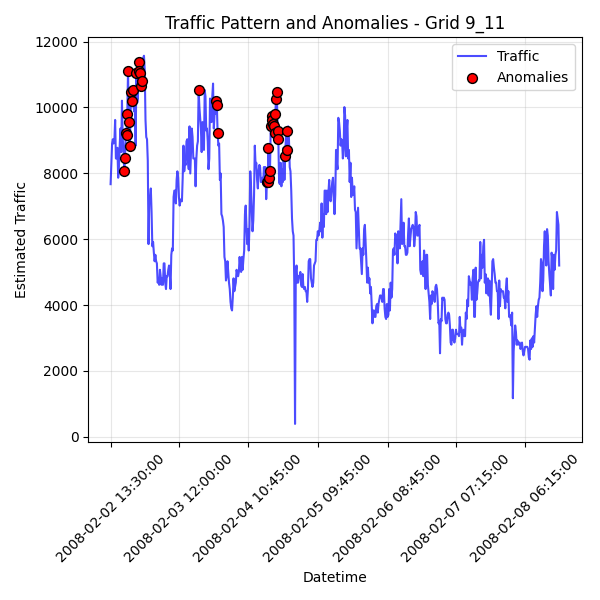 Traffic Pattern and Anomalies - Grid 9_11
Traffic
Anomalies
Estimated Traffic
12000
10000
8000
6000
4000
2000
0
2008-02-02 13:30:00
2008-02-03 12:00:00
2008-02-04 10:45:00
2008-02-05 09:45:00
2008-02-06 08:45:00
2008-02-07 07:15:00
2008-02-08 06:15:00
Datetime